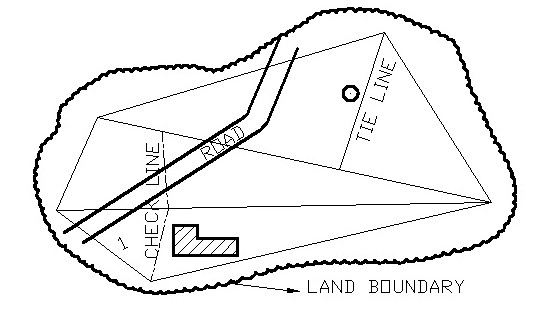 TIE LINE
ROAD
CHECK LINE
1
LAND BOUNDARY